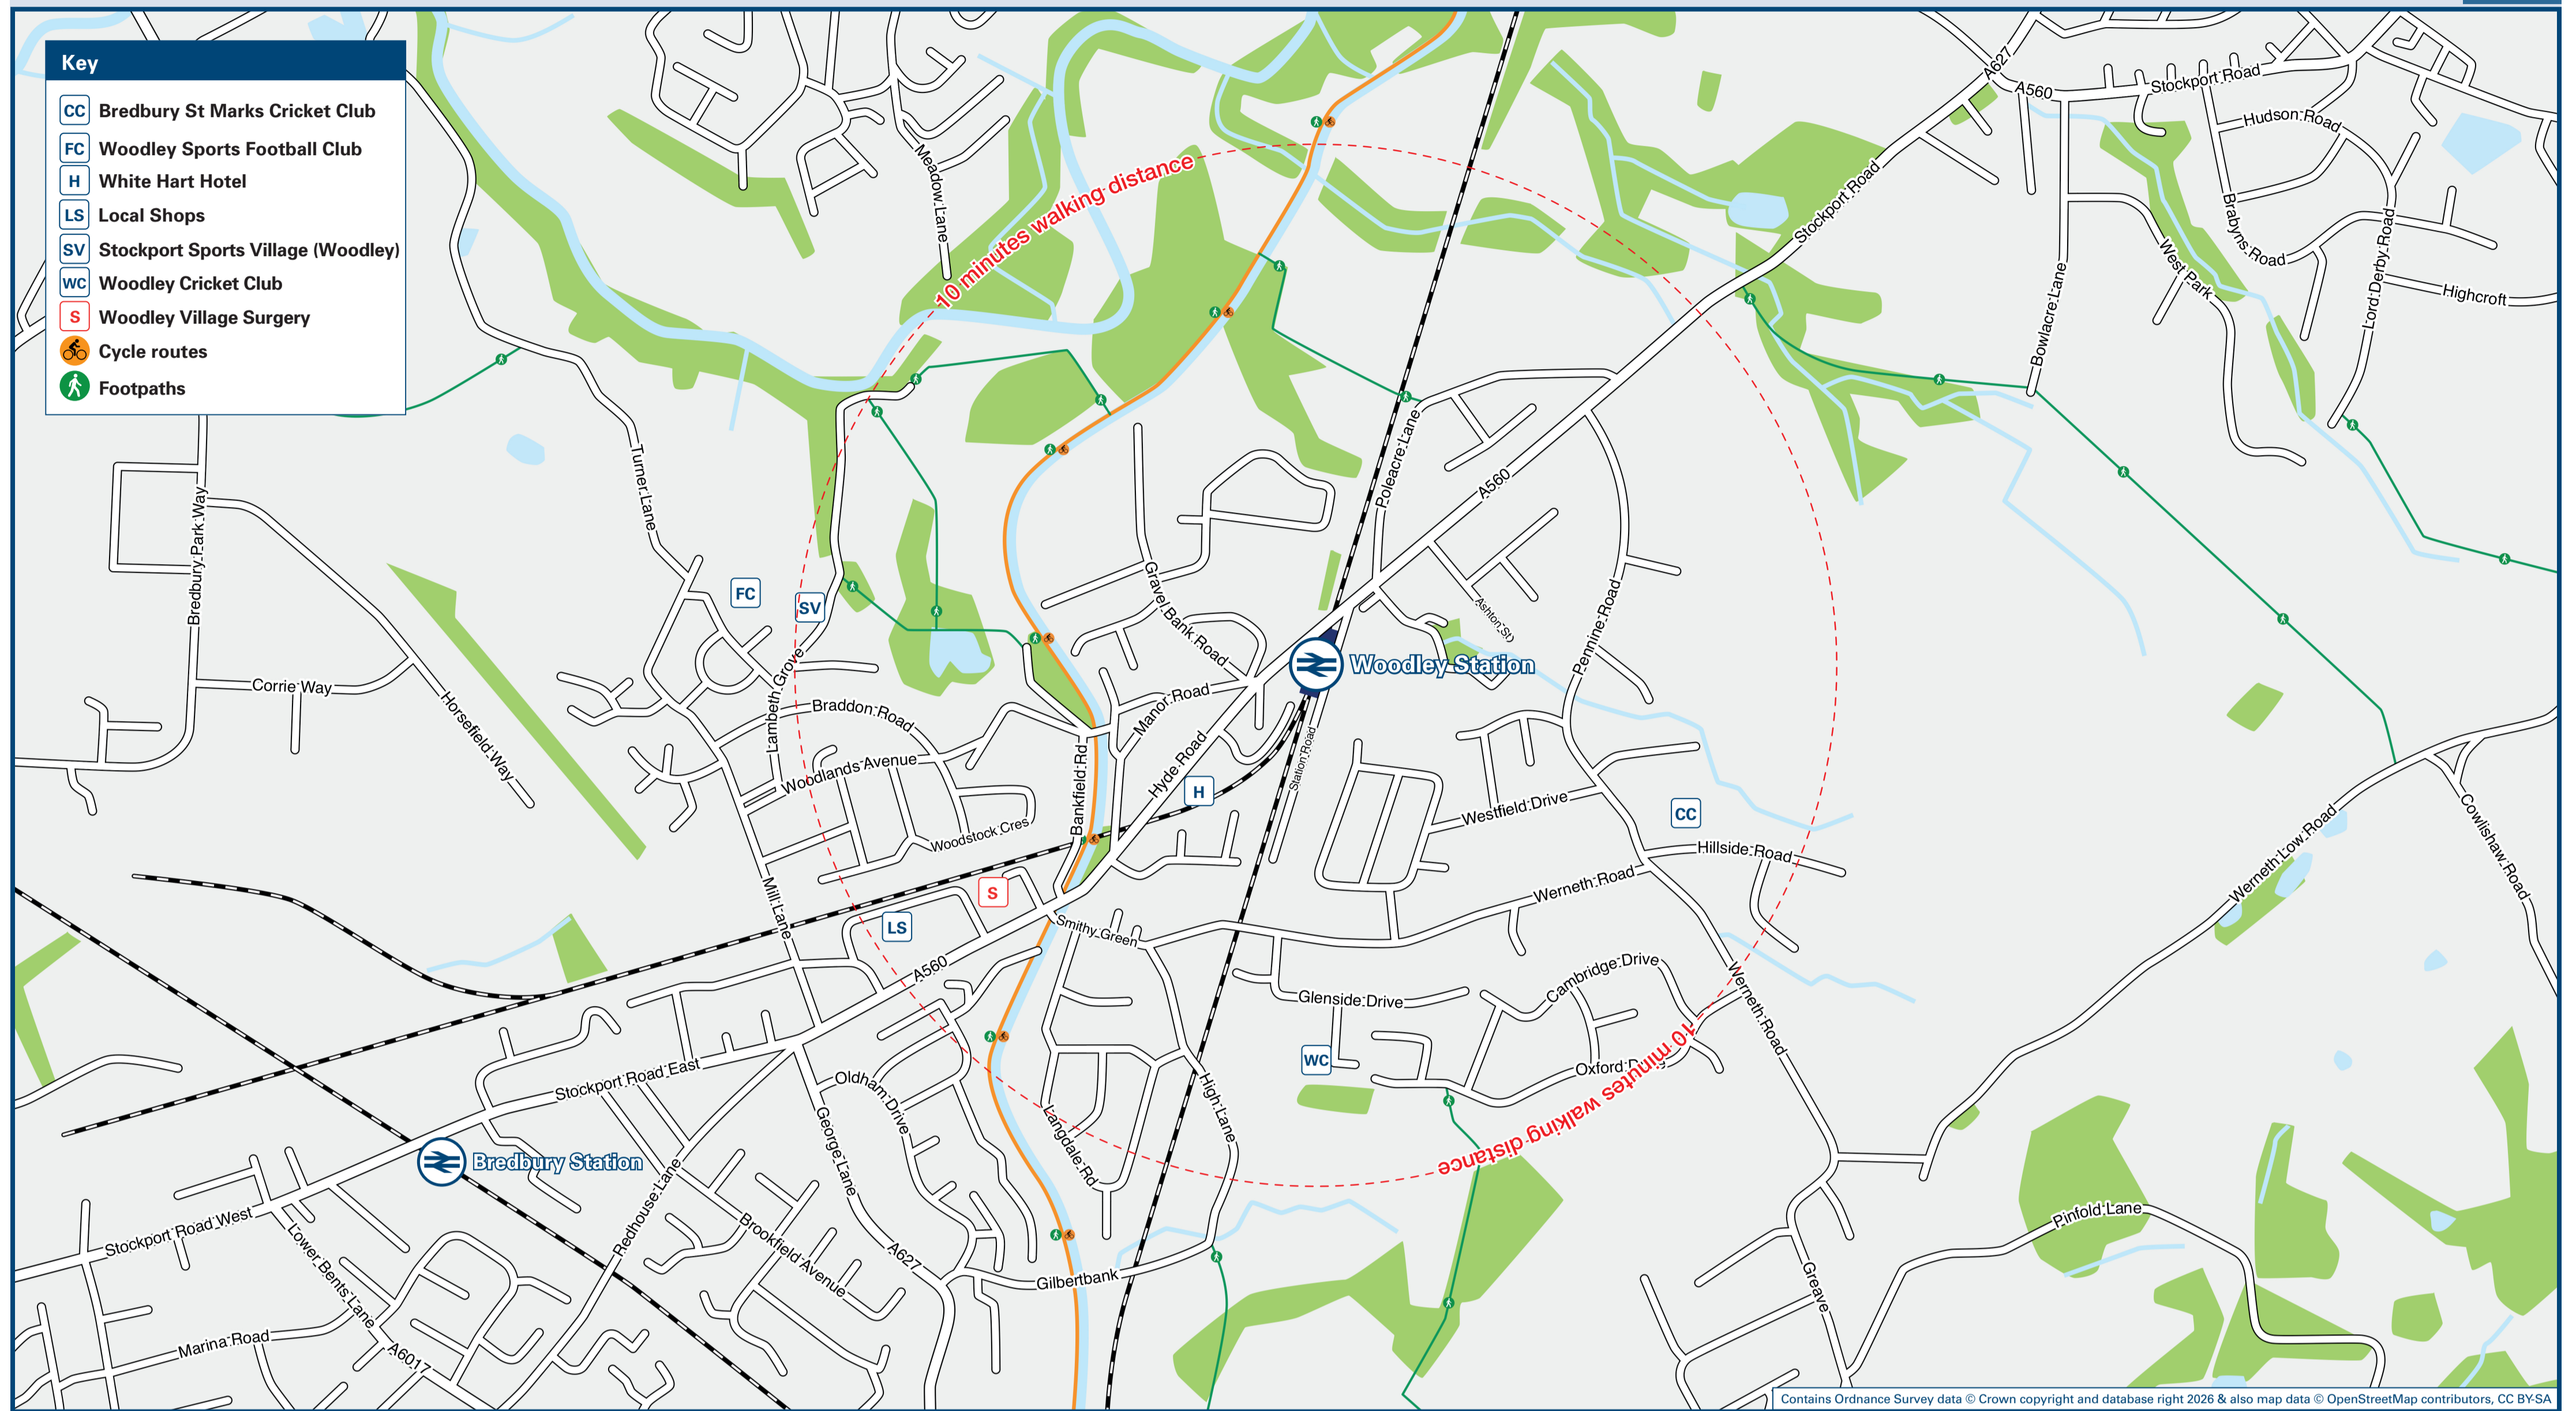 Key
CC Bredbury St Marks Cricket Club
FC Woodley Sports Football Club
H White Hart Hotel
LS Local Shops
SV Stockport Sports Village (Woodley)
WC Woodley Cricket Club
S Woodley Village Surgery
Cycle routes
Footpaths
A627
A560
Stockport Road
Hudson Road
Meadow Lane
10 minutes walking distance
Stockport Road
Brabyns Road
West Park
Lord Derby Road
Bowlacre Lane
Highcroft
Turner Lane
Poleacre Lane
A560
Bredbury Park Way
Gravel Bank Road
Ashton St
Pennine Road
FC
SV
Woodley Station
Corrie Way
Horsefield Way
Lambeth Grove
Braddon Road
Manor Road
Woodlands Avenue
Bankfield Rd
Hyde Road
Station Road
H
Westfield Drive
CC
Woodstock Cres
Hillside Road
Werneth Low Road
Cowlishaw Road
Mill Lane
S
LS
Smithy Green
Werneth Road
A560
Cambridge Drive
Glenside Drive
Werneth Road
WC
Oxford D
10 minutes walking distance
Stockport Road East
Oldham Drive
George Lane
High Lane
Langdale Rd
Bredbury Station
Redhouse Lane
Stockport Road West
Lower Bents Lane
Brookfield Avenue
A627
Gilbertbank
Pinfold Lane
Greave
Marina Road
A6017
Contains Ordnance Survey data © Crown copyright and database right 2026 & also map data © OpenStreetMap contributors, CC BY-SA